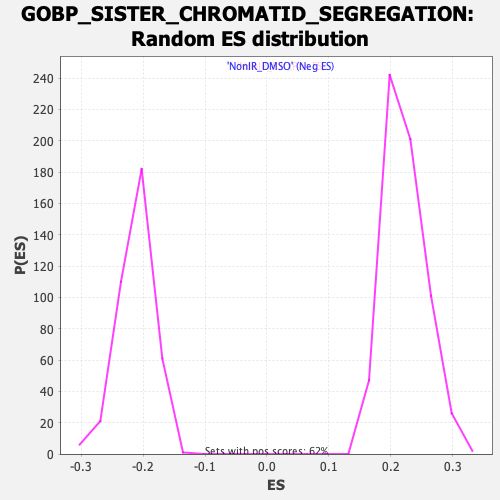 GOBP_SISTER_CHROMATID_SEGREGATION:
Random ES distribution
'NonIR_DMSO' (Neg ES)
240
220
200
180
160
140
120
100
80
60
40
20
0
P(ES)
Sets with pos scores: 62%
-0.3 -0.2 -0.1 0.0 0.1 0.2 0.3
ES